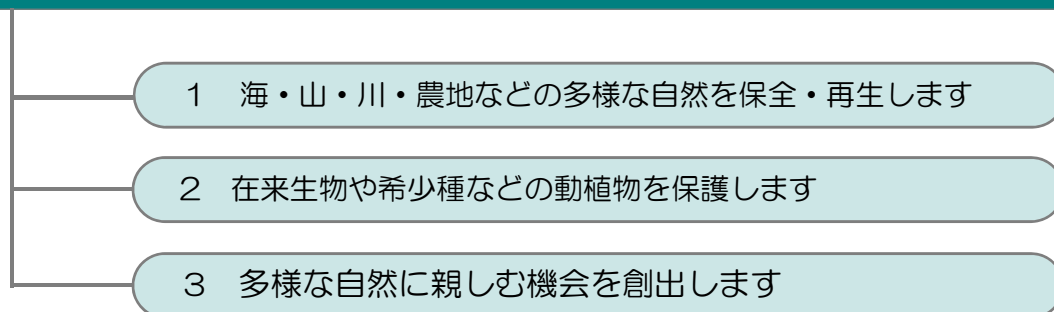 １　海・山・川・農地などの多様な自然を保全・再生します
２　在来生物や希少種などの動植物を保護します
３　多様な自然に親しむ機会を創出します